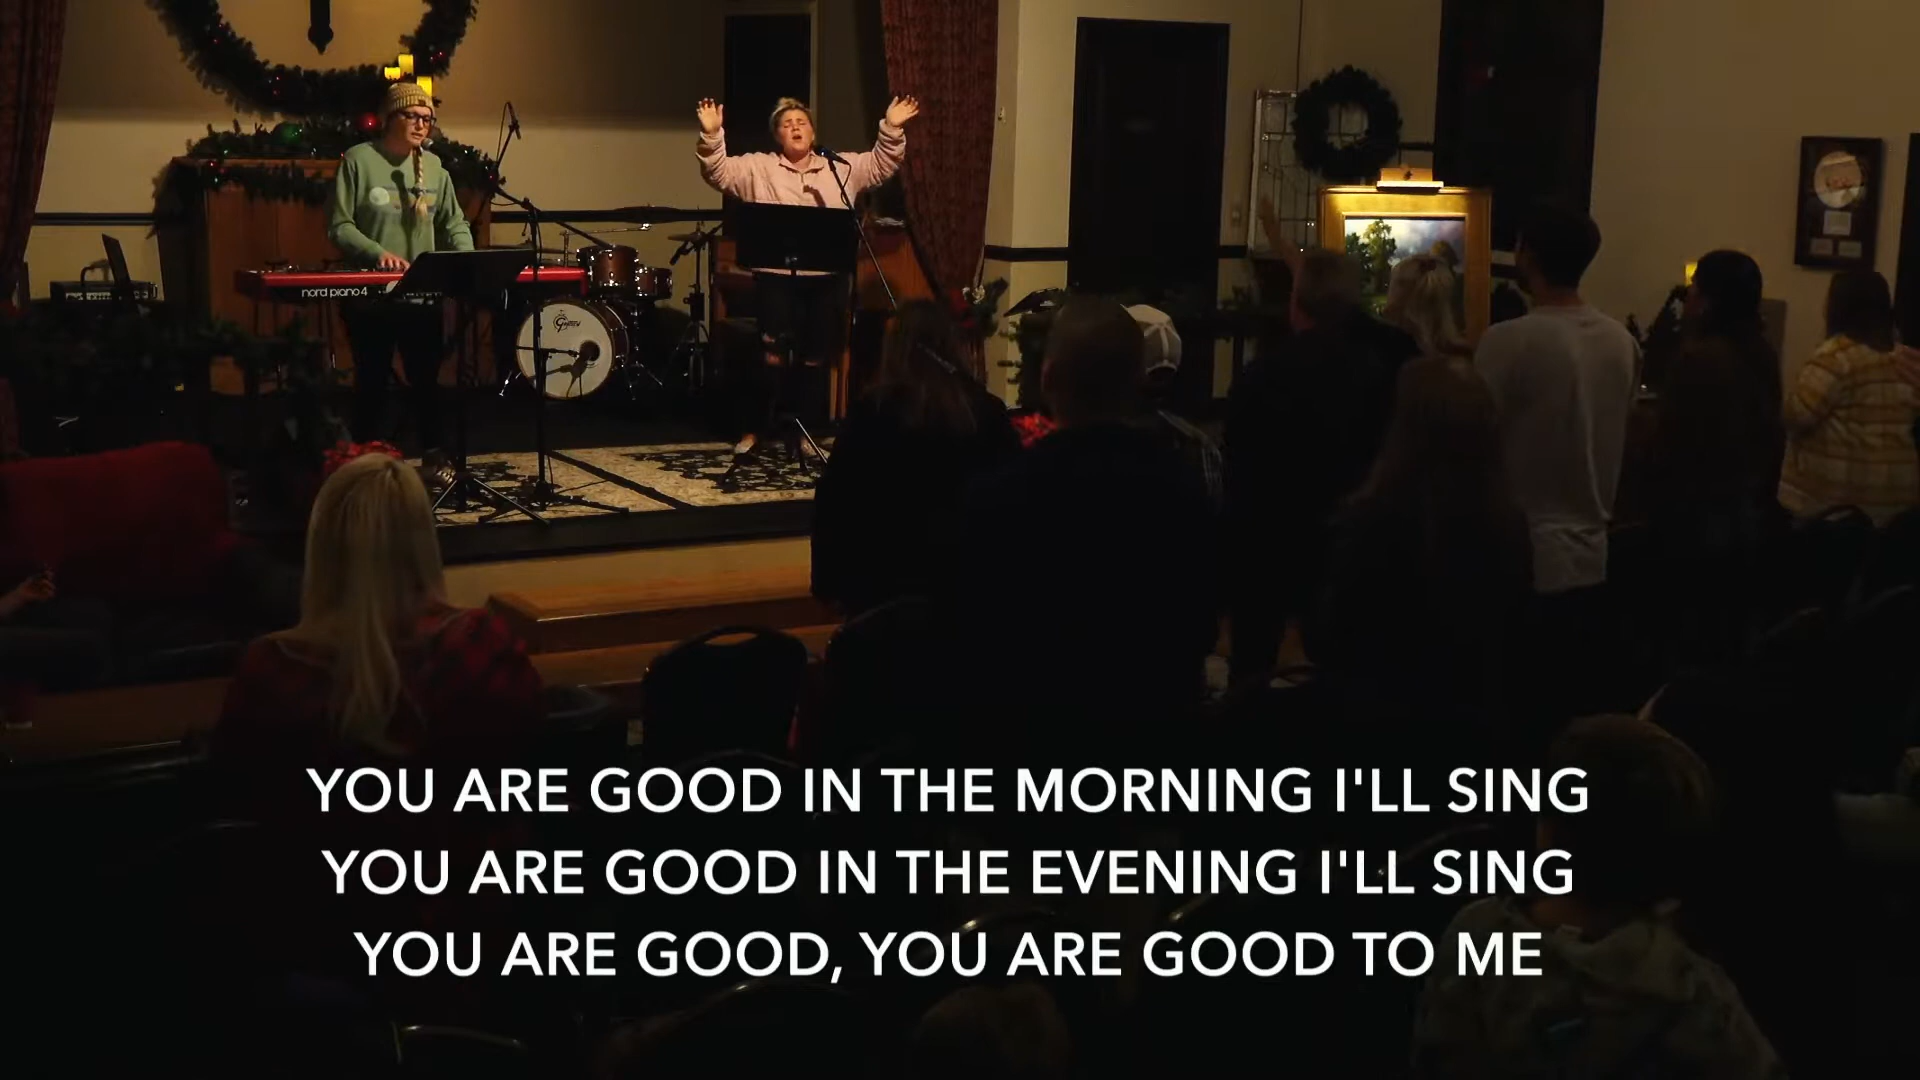 nord piano 4
Gretsch
YOU ARE GOOD IN THE MORNING I'LL SING
YOU ARE GOOD IN THE EVENING I'LL SING
YOU ARE GOOD, YOU ARE GOOD TO ME